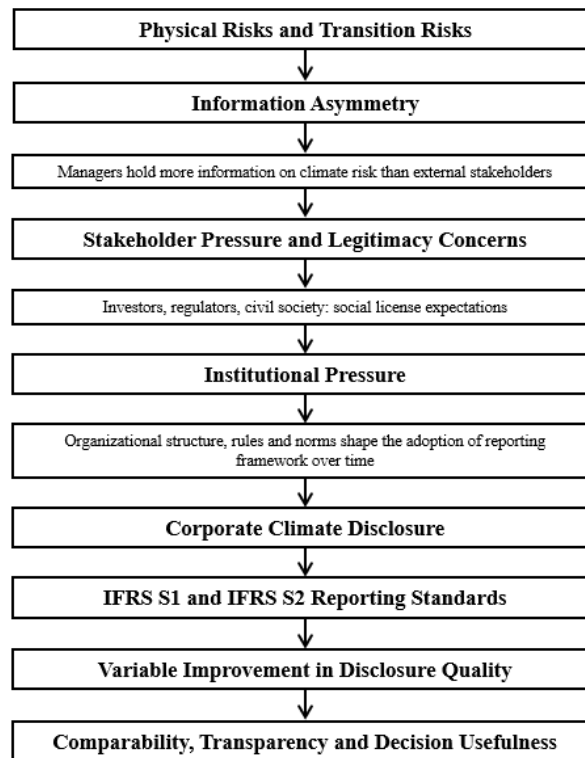 Physical Risks and Transition Risks
Information Asymmetry
Managers hold more information on climate risk than external stakeholders
Stakeholder Pressure and Legitimacy Concerns
Investors, regulators, civil society: social license expectations
Institutional Pressure
Organizational structure, rules and norms shape the adoption of reporting
framework over time
Corporate Climate Disclosure
IFRS S1 and IFRS S2 Reporting Standards
Variable Improvement in Disclosure Quality
Comparability, Transparency and Decision Usefulness